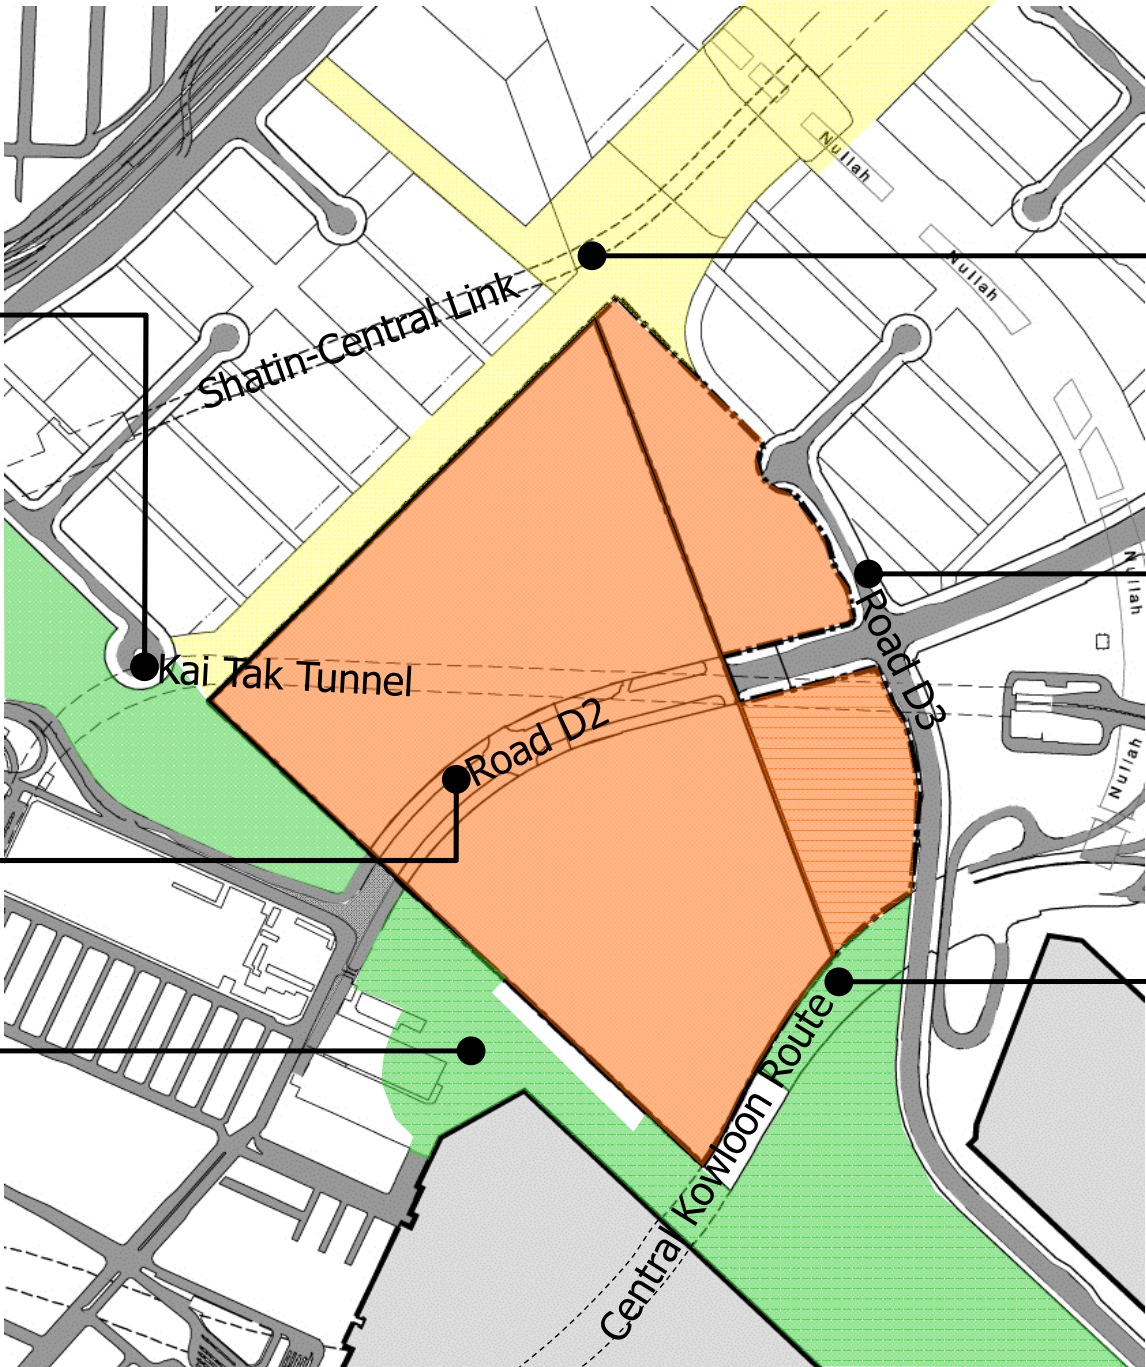 Nullah
Nullah
Shatin-Central Link
Nullah
Road D3
Kai Tak Tunnel
Road D2
Nullah
Central Kowloon Route